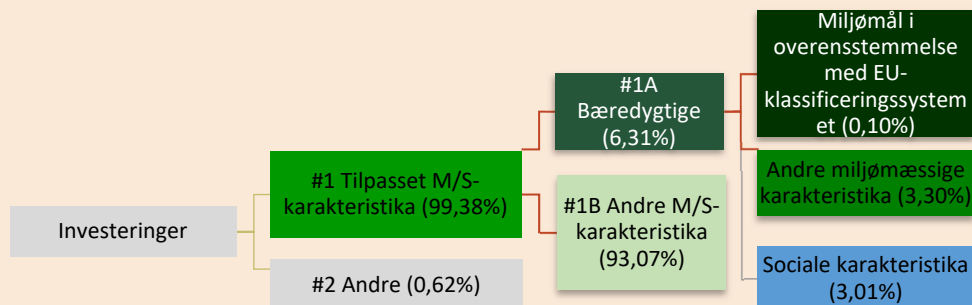 Investeringer
#1 Tilpasset M/S-
karakteristika (99,38%)
#2 Andre (0,62%)
#1A
Bæredygtige
(6,31%)
#1B Andre M/S-
karakteristika
(93,07%)
Miljømål i
overensstemmelse
med EU-
klassificeringssystem
et (0,10%)
Andre miljømæssige
karakteristika (3,30%)
Sociale karakteristika
(3,01%)